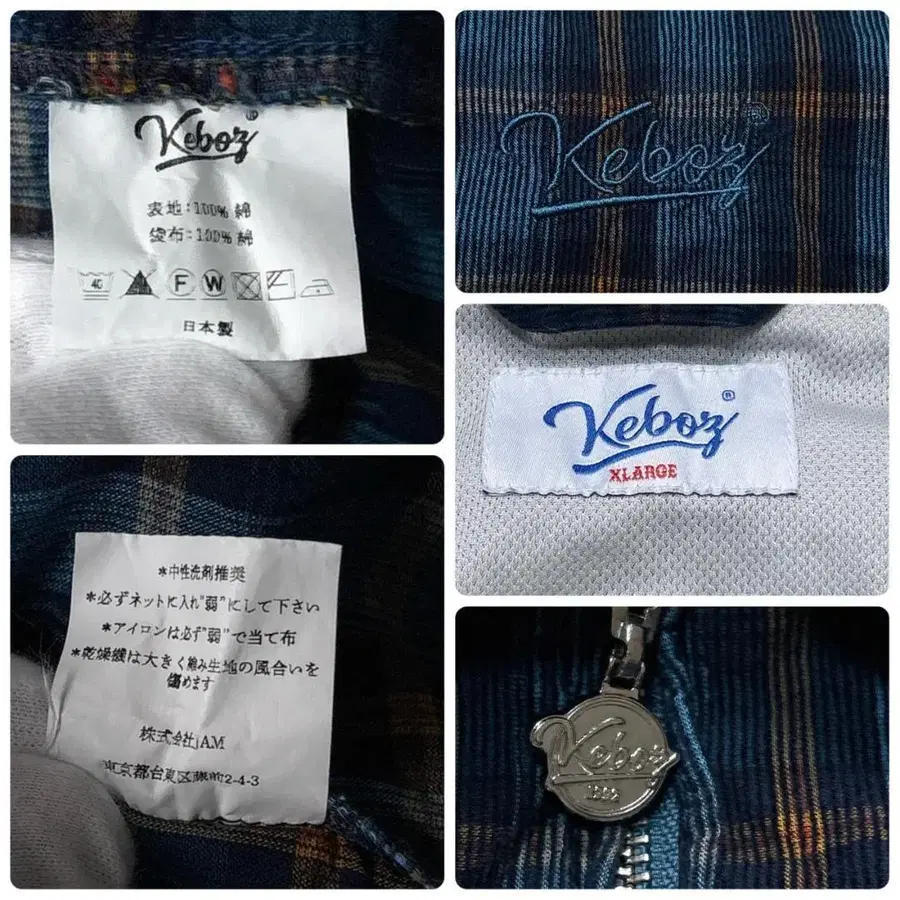 Keboz®
表地:100% 綿
袋布:100% 綿
40 F W
日本製
Keboz®
Keboz®
XLARGE
*中性洗剤推奨
*必ずネットに入れ"弱"にして下さい
*アイロンは必ず"弱"で当て布
*乾燥機は大きく縮み生地の風合いを
傷めます
株式会社JAM
東京都台東区蔵前2-4-3
Keboz